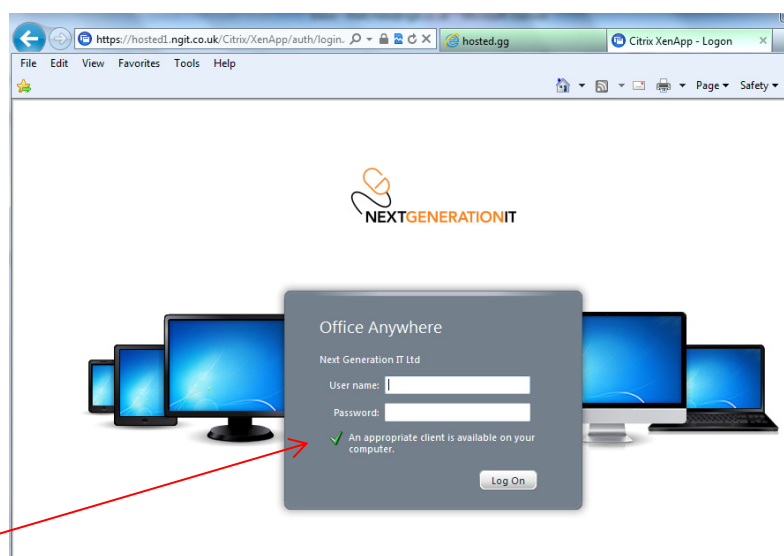 https://hosted1.ngit.co.uk/Citrix/XenApp/auth/login.
hosted.gg
Citrix XenApp - Logon
File Edit View Favorites Tools Help
Page Safety
NEXTGENERATIONIT
Office Anywhere
Next Generation IT Ltd
User name:
Password:
An appropriate client is available on your
computer.
Log On